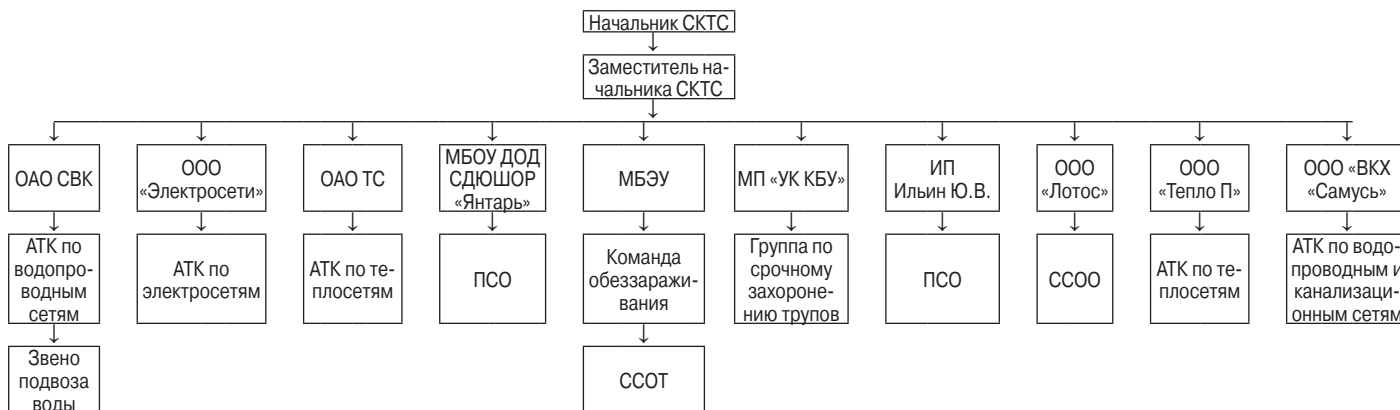 Начальник СКТС
Заместитель на-
чальника СКТС
ОАО СВК
ООО
«Электросети»
ОАО ТС
МБОУ ДОД
СДЮШОР
«Янтарь»
МБЭУ
МП «УК КБУ»
ИП
Ильин Ю.В.
ООО
«Лотос»
ООО
«Тепло П»
ООО «ВКХ
«Самусь»
АТК по
водопро-
водным
сетям
АТК по
электросетям
АТК по те-
плосетям
ПСО
Команда
обеззаражи-
вания
Группа по
срочному
захороне-
нию трупов
ПСО
ССОО
АТК по те-
плосетям
АТК по водо-
проводным и
канализаци-
онным сетям
Звено
подвоза
воды
ССОТ